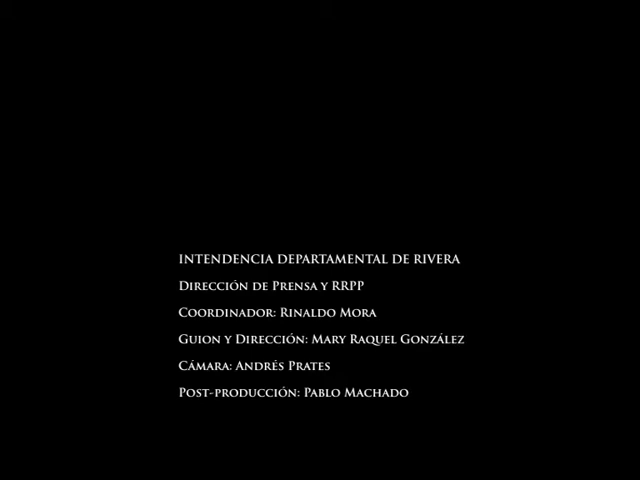 INTENDENCIA DEPARTAMENTAL DE RIVERA
Dirección de Prensa y RRPP
Coordinador: Rinaldo Mora
Guion y Dirección: Mary Raquel González
Cámara: Andrés Prates
Post-producción: Pablo Machado